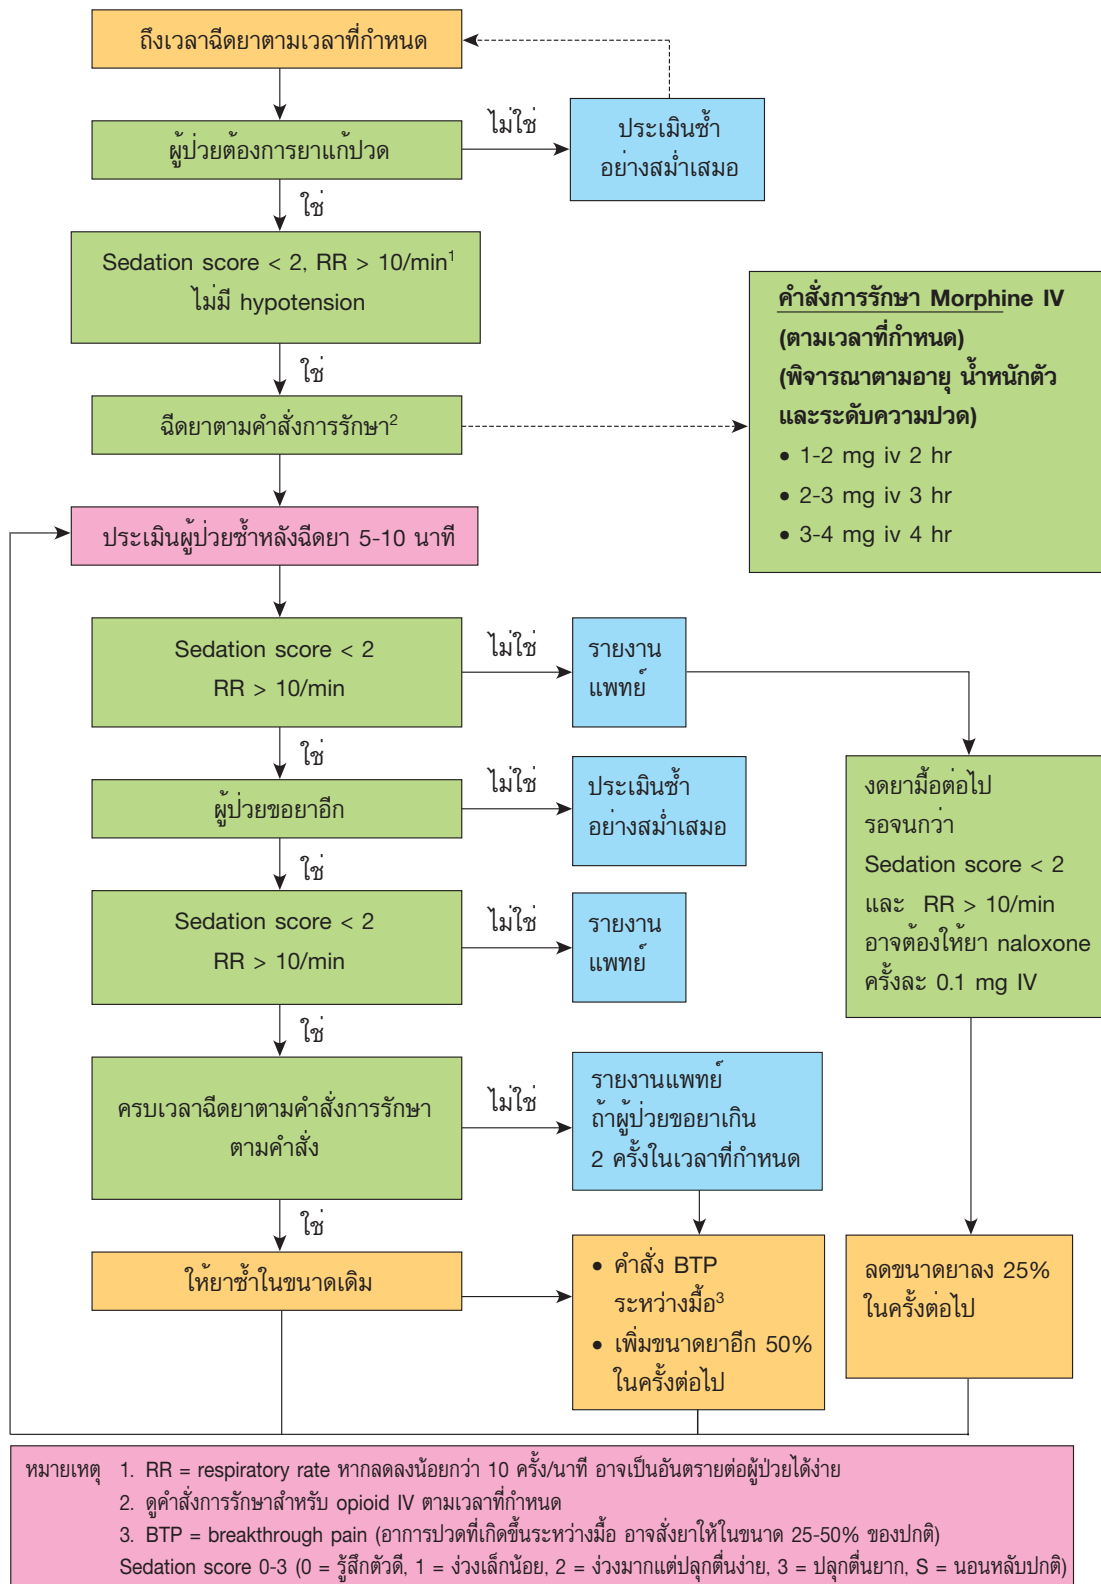 ถึงเวลาฉีดยาตามเวลาที่กำหนด
ผู้ป่วยต้องการยาแก้ปวด
ไม่ใช่
ประเมินซ้ำ
อย่างสม่ำเสมอ
ใช่
Sedation score < 2, RR > 10/min¹
ไม่มี hypotension
ใช่
ฉีดยาตามคำสั่งการรักษา²
คำสั่งการรักษา Morphine IV
(ตามเวลาที่กำหนด)
(พิจารณาตามอายุ น้ำหนักตัว
และระดับความปวด)
• 1-2 mg iv 2 hr
• 2-3 mg iv 3 hr
• 3-4 mg iv 4 hr
ประเมินผู้ป่วยซ้ำหลังฉีดยา 5-10 นาที
Sedation score < 2
RR > 10/min
ไม่ใช่
รายงาน
แพทย์
ใช่
ผู้ป่วยขอยาอีก
ไม่ใช่
ประเมินซ้ำ
อย่างสม่ำเสมอ
งดยามื้อต่อไป
รอจนกว่า
Sedation score < 2
และ RR > 10/min
อาจต้องให้ยา naloxone
ครั้งละ 0.1 mg IV
ใช่
Sedation score < 2
RR > 10/min
ไม่ใช่
รายงาน
แพทย์
ใช่
ครบเวลาฉีดยาตามคำสั่งการรักษา
ตามคำสั่ง
ไม่ใช่
รายงานแพทย์
ถ้าผู้ป่วยขอยาเกิน
2 ครั้งในเวลาที่กำหนด
ใช่
ให้ยาซ้ำในขนาดเดิม
• คำสั่ง BTP
ระหว่างมื้อ³
• เพิ่มขนาดยาอีก 50%
ในครั้งต่อไป
ลดขนาดยาลง 25%
ในครั้งต่อไป
หมายเหตุ 1. RR = respiratory rate หากลดลงน้อยกว่า 10 ครั้ง/นาที อาจเป็นอันตรายต่อผู้ป่วยได้ง่าย
2. ดูคำสั่งการรักษาสำหรับ opioid IV ตามเวลาที่กำหนด
3. BTP = breakthrough pain (อาการปวดที่เกิดขึ้นระหว่างมื้อ อาจสั่งยาให้ในขนาด 25-50% ของปกติ)
Sedation score 0-3 (0 = รู้สึกตัวดี, 1 = ง่วงเล็กน้อย, 2 = ง่วงมากแต่ปลุกตื่นง่าย, 3 = ปลุกตื่นยาก, S = นอนหลับปกติ)